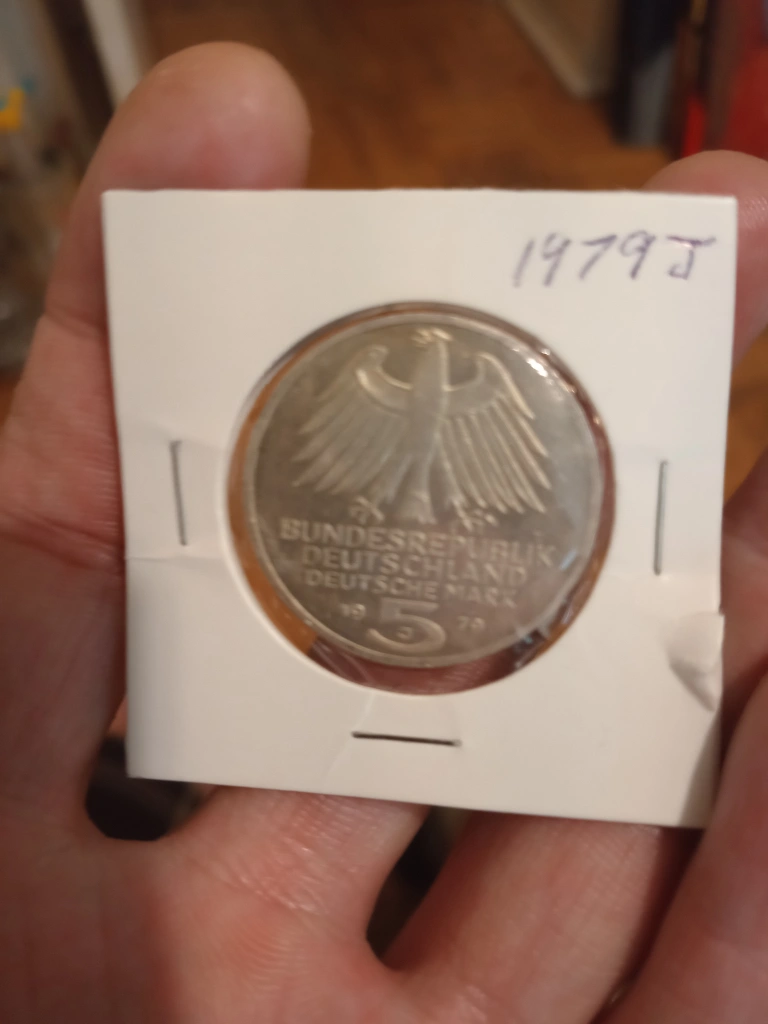 1979J
BUNDESREPUBLIK
DEUTSCHLAND
DEUTSCHE MARK
19 5 79
J